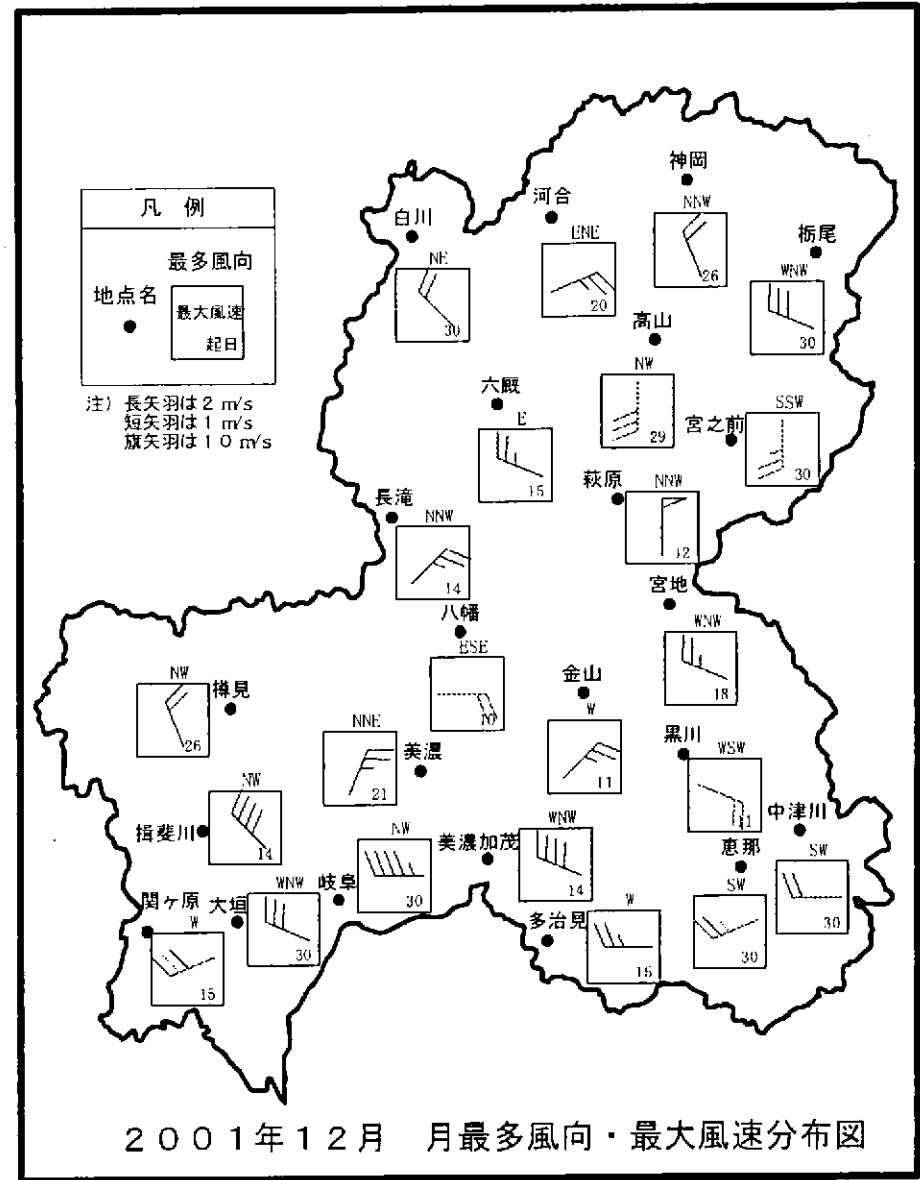 凡 例
最多風向
地点名
最大風速
起日
注) 長矢羽は2 m/s
短矢羽は1 m/s
旗矢羽は10 m/s
神岡
NNW
26
河合
ENE
20
白川
NE
30
栃尾
WNW
30
高山
NW
29
六厩
E
15
宮之前
SSW
30
萩原
NNW
12
長滝
NNW
14
宮地
WNW
18
八幡
ESE
10
金山
W
11
樽見
NW
26
美濃
NNE
21
黒川
WSW
11
揖斐川
NW
14
中津川
SW
30
美濃加茂
WNW
14
恵那
SW
30
岐阜
NW
30
大垣
WNW
30
関ヶ原
W
15
多治見
W
15
2001年12月 月最多風向・最大風速分布図